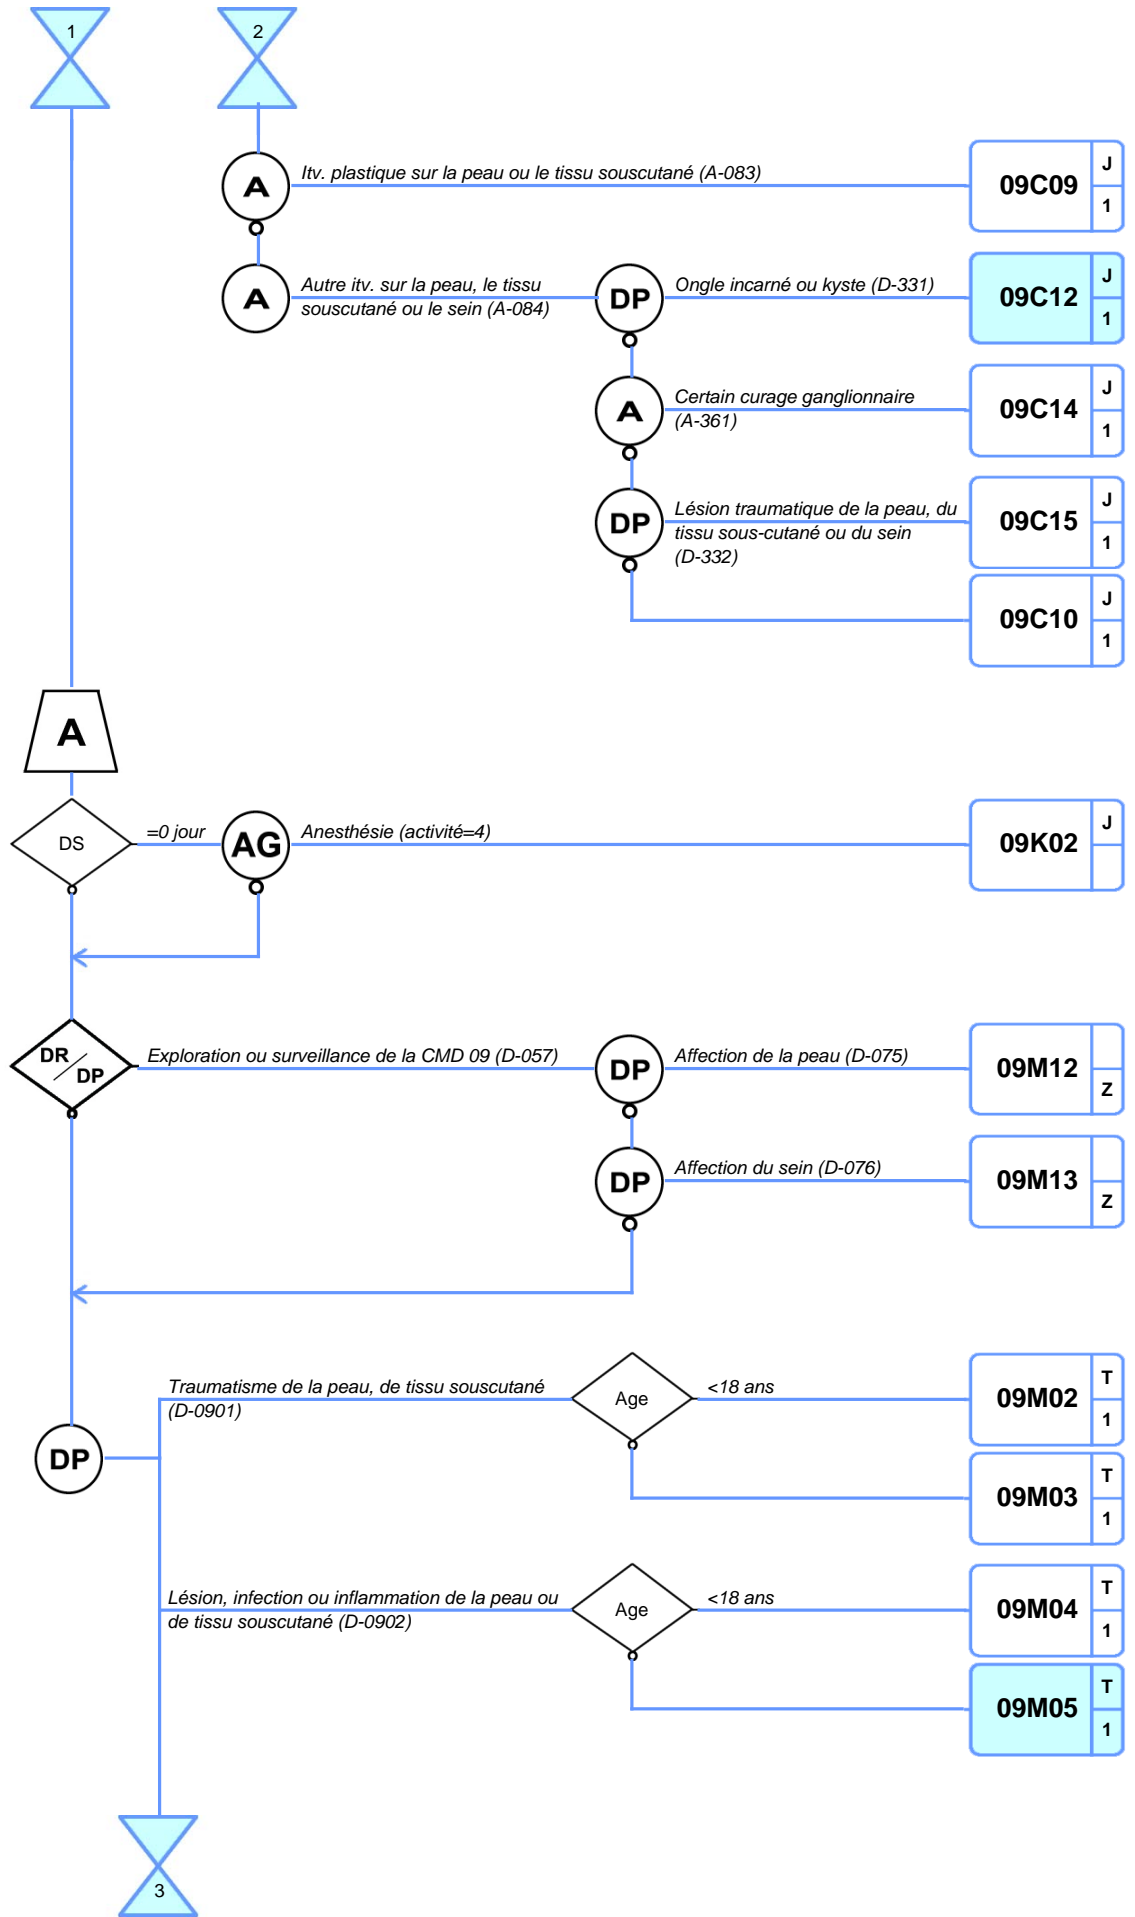 1
2
A
Itv. plastique sur la peau ou le tissu souscutané (A-083)
09C09
J
1
A
Autre itv. sur la peau, le tissu
souscutané ou le sein (A-084)
DP
Ongle incarné ou kyste (D-331)
09C12
J
1
A
Certain curage ganglionnaire
(A-361)
09C14
J
1
DP
Lésion traumatique de la peau, du
tissu sous-cutané ou du sein
(D-332)
09C15
J
1
09C10
J
1
A
DS
=0 jour
AG
Anesthésie (activité=4)
09K02
J
DR/DP
Exploration ou surveillance de la CMD 09 (D-057)
DP
Affection de la peau (D-075)
09M12
Z
DP
Affection du sein (D-076)
09M13
Z
DP
Traumatisme de la peau, de tissu souscutané
(D-0901)
Age
<18 ans
09M02
T
1
09M03
T
1
Lésion, infection ou inflammation de la peau ou
de tissu souscutané (D-0902)
Age
<18 ans
09M04
T
1
09M05
T
1
3